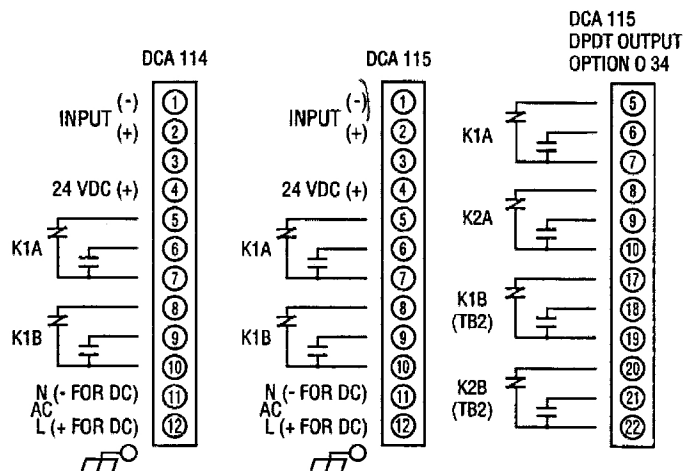 DCA 114
INPUT (-)
(+)
24 VDC (+)
K1A
K1B
N (- FOR DC)
AC
L (+ FOR DC)
1
2
3
4
5
6
7
8
9
10
11
12
DCA 115
INPUT (-)
(+)
24 VDC (+)
K1A
K1B
N (- FOR DC)
AC
L (+ FOR DC)
1
2
3
4
5
6
7
8
9
10
11
12
DCA 115
DPDT OUTPUT
OPTION O 34
K1A
K2A
K1B
(TB2)
K2B
(TB2)
5
6
7
8
9
10
17
18
19
20
21
22